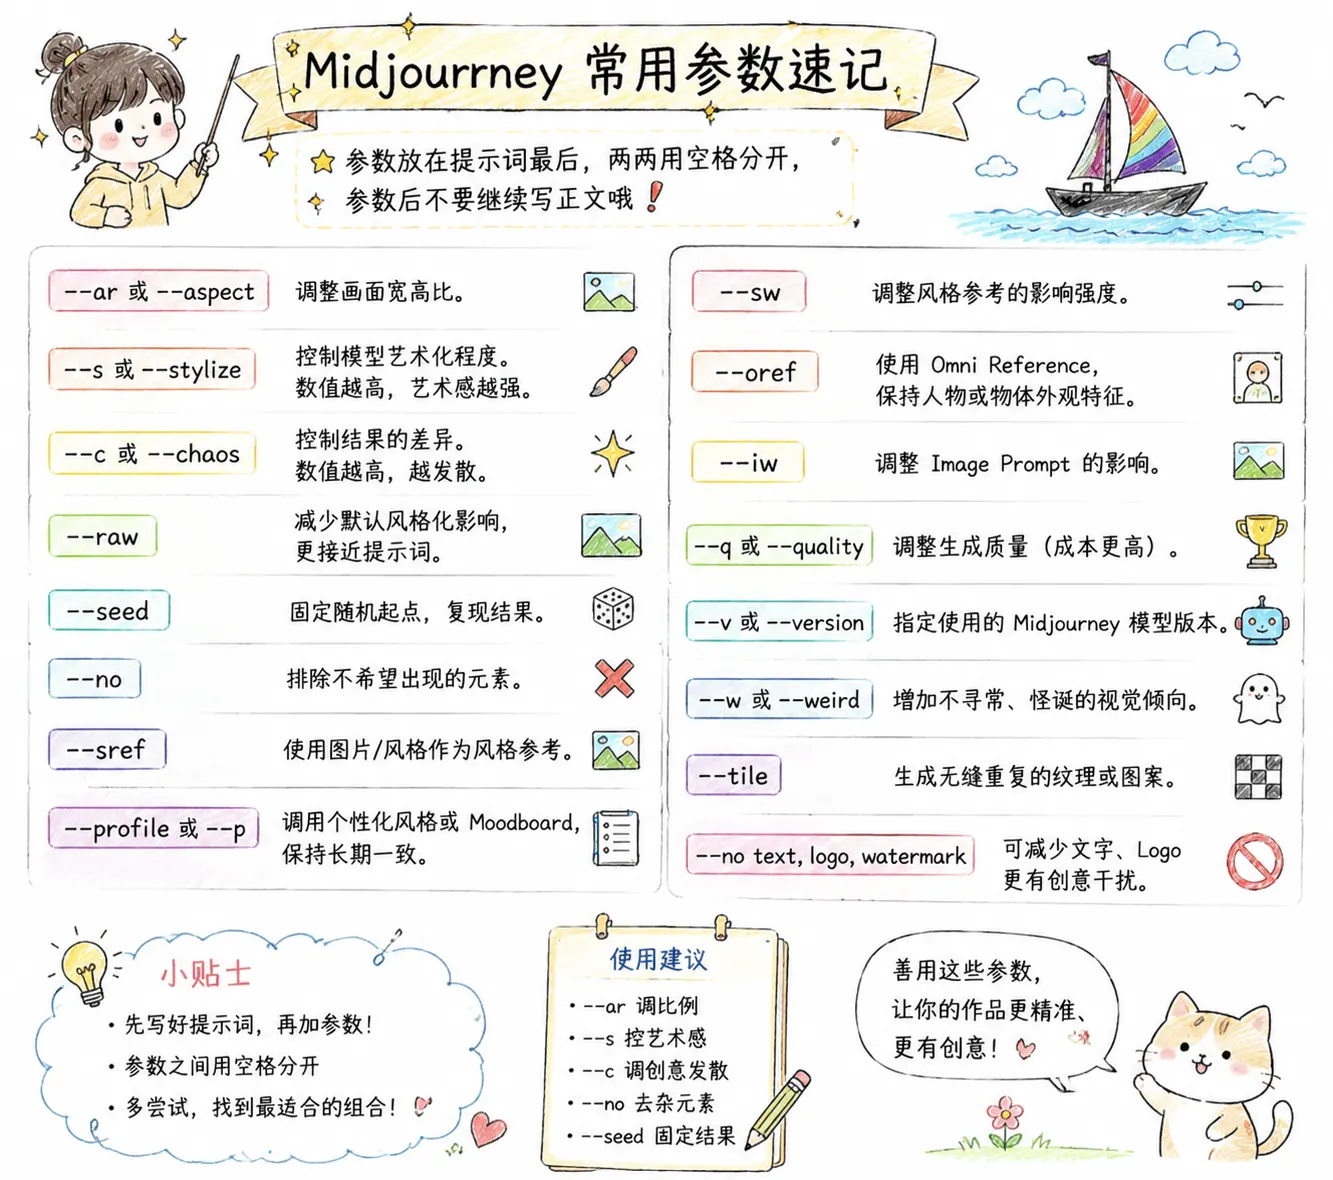 Midjourrney 常用参数速记
参数放在提示词最后，两两用空格分开，
参数后不要继续写正文哦❗
--ar 或 --aspect
调整画面宽高比。
--s 或 --stylize
控制模型艺术化程度。
数值越高，艺术感越强。
--c 或 --chaos
控制结果的差异。
数值越高，越发散。
--raw
减少默认风格化影响，
更接近提示词。
--seed
固定随机起点，复现结果。
--no
排除不希望出现的元素。
--sref
使用图片/风格作为风格参考。
--profile 或 --p
调用个性化风格或 Moodboard，
保持长期一致。
--sw
调整风格参考的影响强度。
--oref
使用 Omni Reference，
保持人物或物体外观特征。
--iw
调整 Image Prompt 的影响。
--q 或 --quality
调整生成质量（成本更高）。
--v 或 --version
指定使用的 Midjourney 模型版本。
--w 或 --weird
增加不寻常、怪诞的视觉倾向。
--tile
生成无缝重复的纹理或图案。
--no text, logo, watermark
可减少文字、Logo
更有创意干扰。
小贴士
• 先写好提示词，再加参数！
• 参数之间用空格分开
• 多尝试，找到最适合的组合！
使用建议
• --ar 调比例
• --s 控艺术感
• --c 调创意发散
• --no 去杂元素
• --seed 固定结果
善用这些参数，
让你的作品更精准、
更有创意！